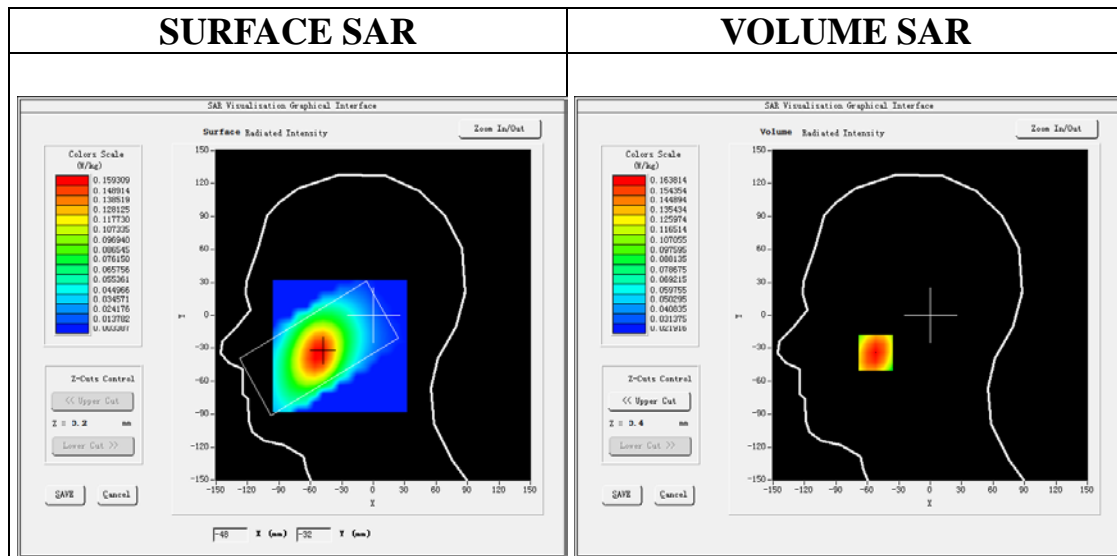 SURFACE SAR
VOLUME SAR
SAR Visualisation Graphical Interface
Surface Radiated Intensity
Zoom In/Out
Colors Scale
(W/kg)
0.159309
0.148914
0.138519
0.128125
0.117730
0.107335
0.096940
0.086545
0.076150
0.065756
0.055361
0.044966
0.034571
0.024176
0.013782
0.003387
150
120
90
60
30
0
-30
-60
-90
-120
-150
Y
-150 -120 -90 -60 -30 0 30 60 90 120 150
X
Z-Cuts Control
<< Upper Cut
Lower Cut >>
SAVE Cancel
-48 X (mm) -32 Y (mm)
SAR Visualisation Graphical Interface
Volume Radiated Intensity
Zoom In/Out
Colors Scale
(W/kg)
0.163814
0.154354
0.144894
0.135434
0.125974
0.116514
0.107055
0.097595
0.088135
0.078675
0.069215
0.059755
0.050295
0.040835
0.031375
0.021916
150
120
90
60
30
0
-30
-60
-90
-120
-150
Y
-150 -120 -90 -60 -30 0 30 60 90 120 150
X
Z-Cuts Control
<< Upper Cut
Lower Cut >>
SAVE Cancel